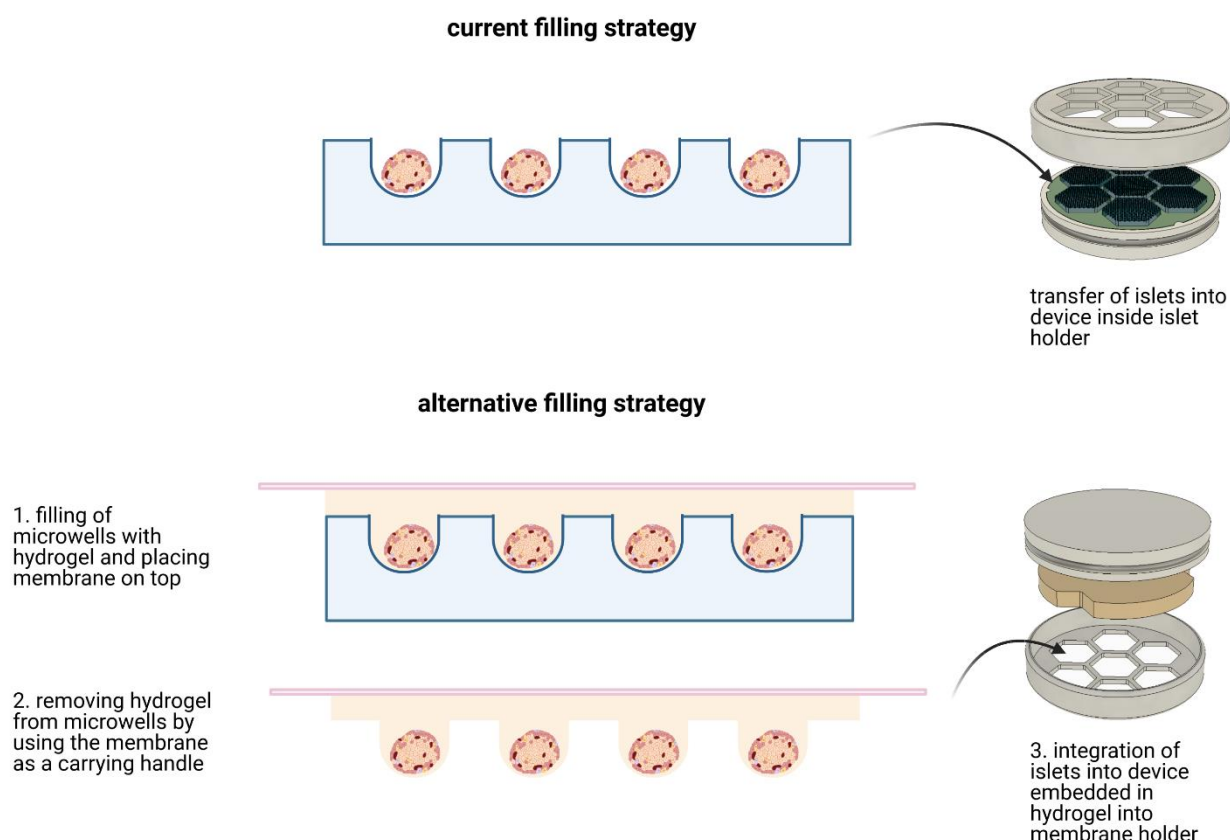 current filling strategy
transfer of islets into
device inside islet
holder
alternative filling strategy
1. filling of
microwells with
hydrogel and placing
membrane on top
2. removing hydrogel
from microwells by
using the membrane
as a carrying handle
3. integration of
islets into device
embedded in
hydrogel into
membrane holder